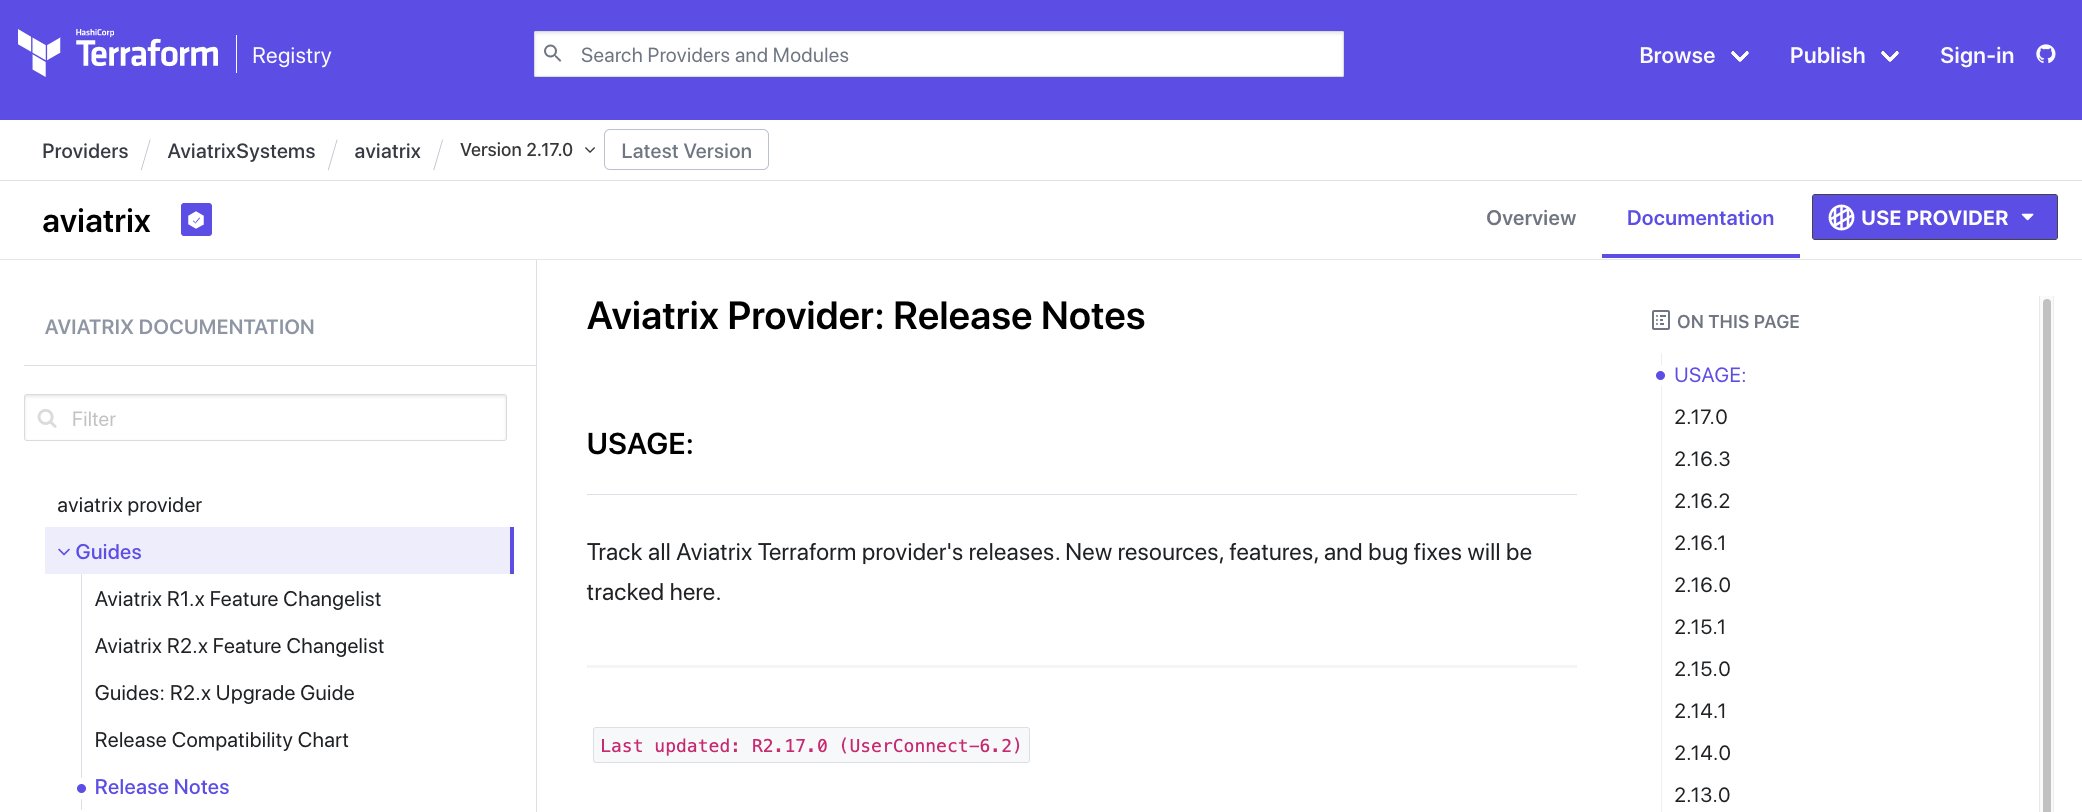 HashiCorp
Terraform
Registry
Search Providers and Modules
Browse
Publish
Sign-in
Providers
AviatrixSystems
aviatrix
Version 2.17.0
Latest Version
aviatrix
Overview
Documentation
USE PROVIDER
AVIATRIX DOCUMENTATION
Filter
aviatrix provider
Guides
Aviatrix R1.x Feature Changelist
Aviatrix R2.x Feature Changelist
Guides: R2.x Upgrade Guide
Release Compatibility Chart
Release Notes
Aviatrix Provider: Release Notes
USAGE:
Track all Aviatrix Terraform provider's releases. New resources, features, and bug fixes will be
tracked here.
Last updated: R2.17.0 (UserConnect-6.2)
ON THIS PAGE
USAGE:
2.17.0
2.16.3
2.16.2
2.16.1
2.16.0
2.15.1
2.15.0
2.14.1
2.14.0
2.13.0